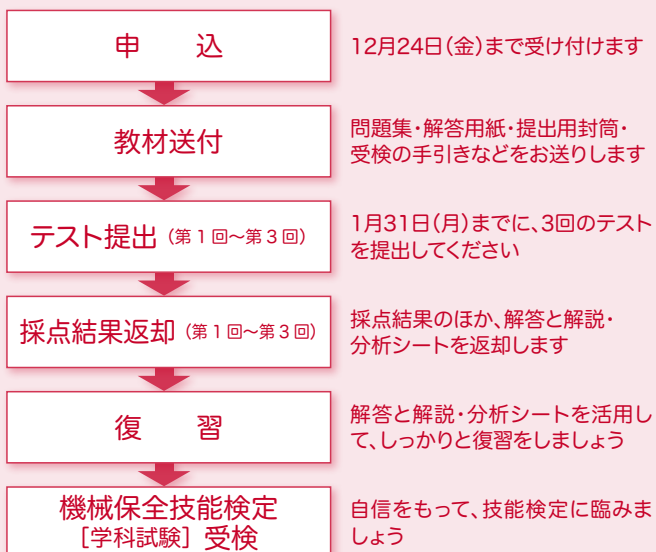 申　込
12月24日(金)まで受け付けます
教材送付
問題集・解答用紙・提出用封筒・
受検の手引きなどをお送りします
テスト提出（第1回〜第3回）
1月31日(月)までに、3回のテスト
を提出してください
採点結果返却（第1回〜第3回）
採点結果のほか、解答と解説・
分析シートを返却します
復　習
解答と解説・分析シートを活用し
て、しっかりと復習をしましょう
機械保全技能検定
［学科試験］受検
自信をもって、技能検定に臨みま
しょう